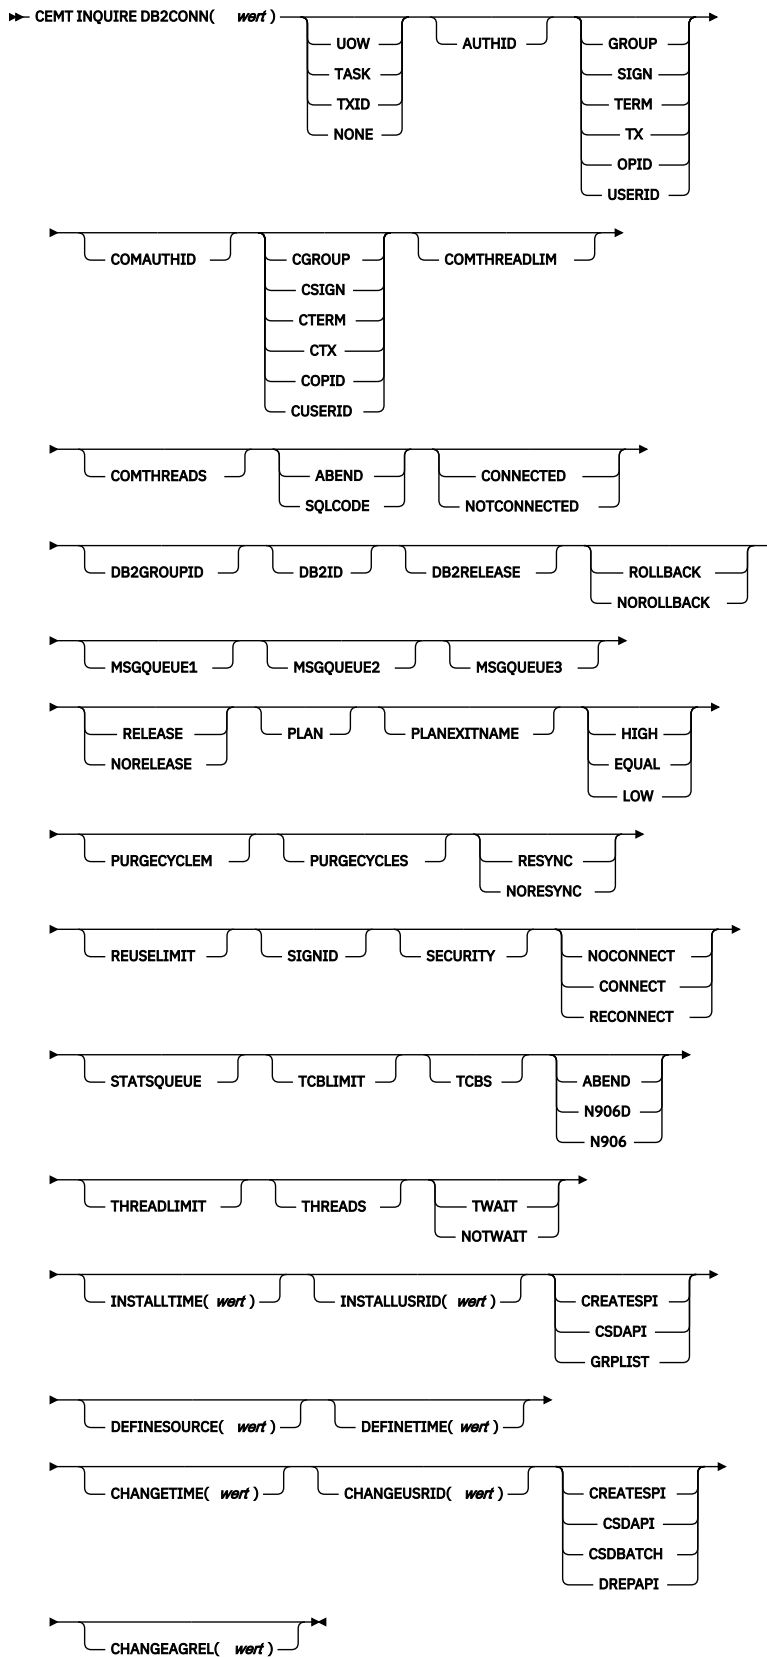 CEMT INQUIRE DB2CONN( wert )
UOW
TASK
TXID
NONE
AUTHID
GROUP
SIGN
TERM
TX
OPID
USERID
COMAUTHID
CGROUP
CSIGN
CTERM
CTX
COPID
CUSERID
COMTHREADLIM
COMTHREADS
ABEND
SQLCODE
CONNECTED
NOTCONNECTED
DB2GROUPID
DB2ID
DB2RELEASE
ROLLBACK
NOROLLBACK
MSGQUEUE1
MSGQUEUE2
MSGQUEUE3
RELEASE
NORELEASE
PLAN
PLANEXITNAME
HIGH
EQUAL
LOW
PURGECYCLEM
PURGECYCLES
RESYNC
NORESYNC
REUSELIMIT
SIGNID
SECURITY
NOCONNECT
CONNECT
RECONNECT
STATSQUEUE
TCBLIMIT
TCBS
ABEND
N906D
N906
THREADLIMIT
THREADS
TWAIT
NOTWAIT
INSTALLTIME( wert )
INSTALLUSRID( wert )
CREATESPI
CSDAPI
GRPLIST
DEFINESOURCE( wert )
DEFINETIME( wert )
CHANGETIME( wert )
CHANGEUSRID( wert )
CREATESPI
CSDAPI
CSDBATCH
DREPAPI
CHANGEAGREL( wert )